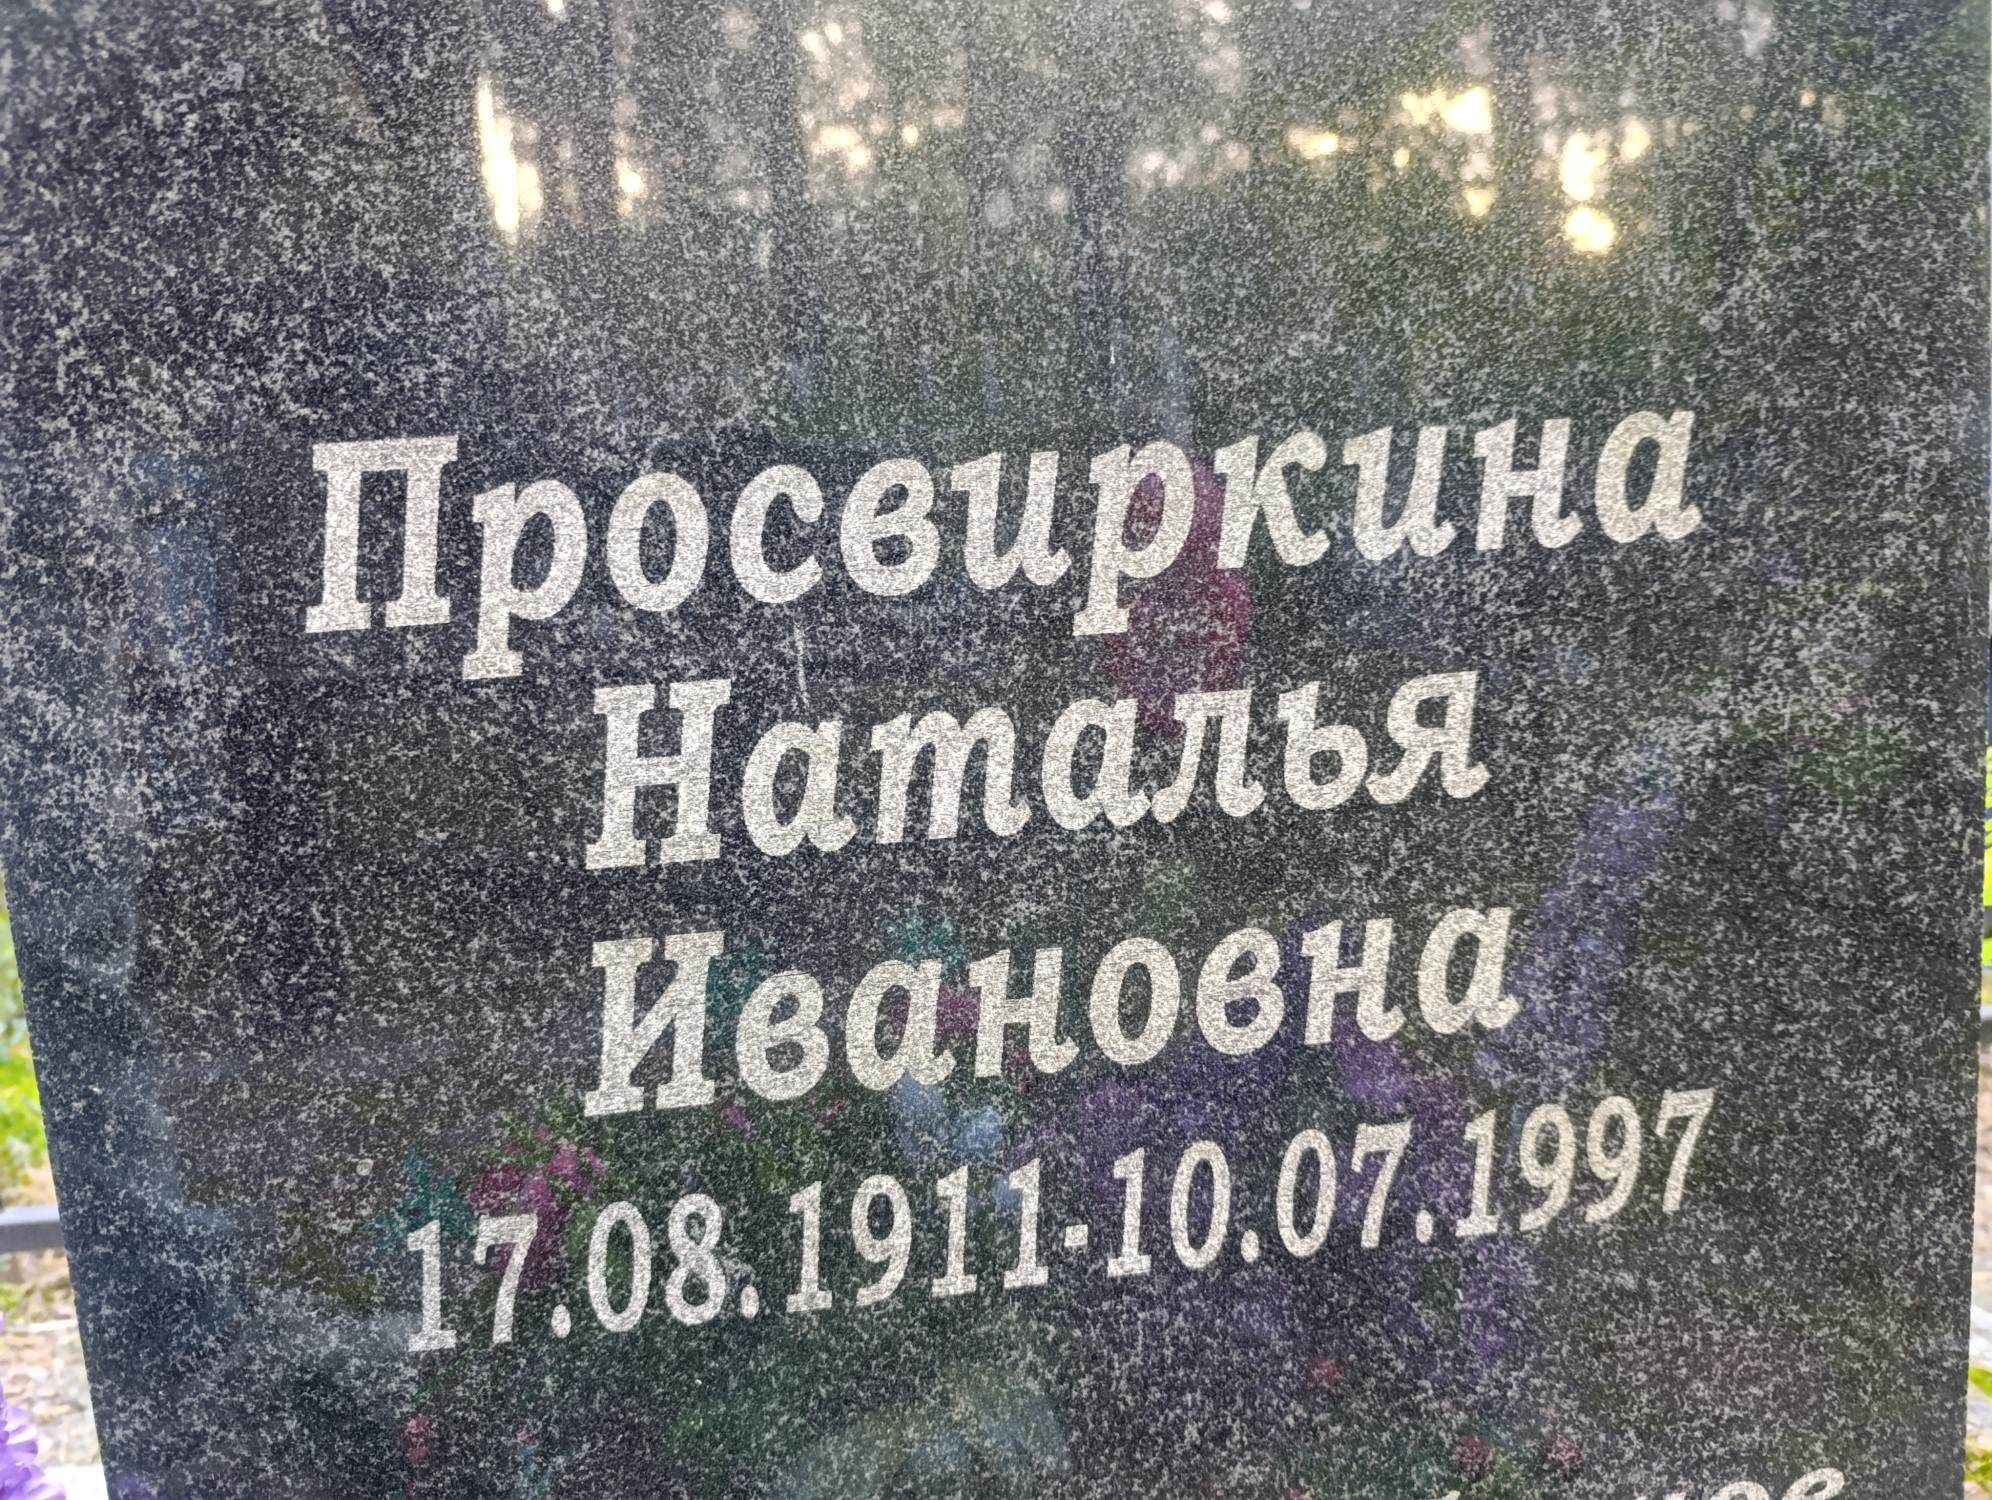 Просвиркина
Наталья
Ивановна
17.08.1911-10.07.1997